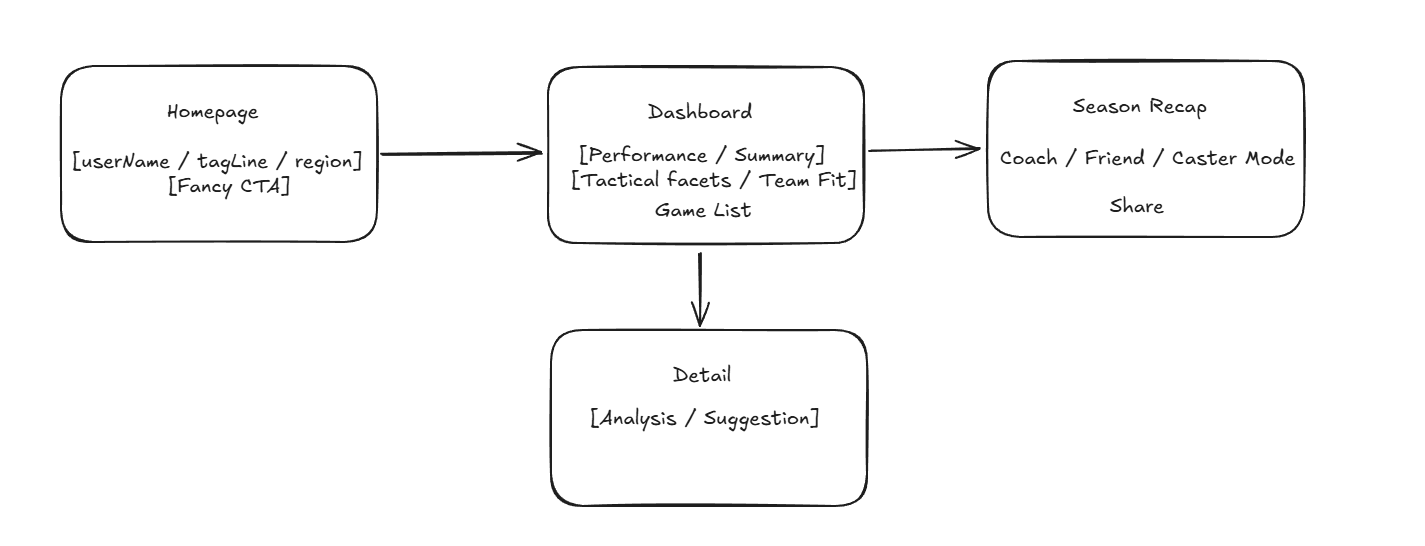 Homepage
[userName / tagLine / region]
[Fancy CTA]
Dashboard
[Performance / Summary]
[Tactical facets / Team Fit]
Game List
Season Recap
Coach / Friend / Caster Mode
Share
Detail
[Analysis / Suggestion]